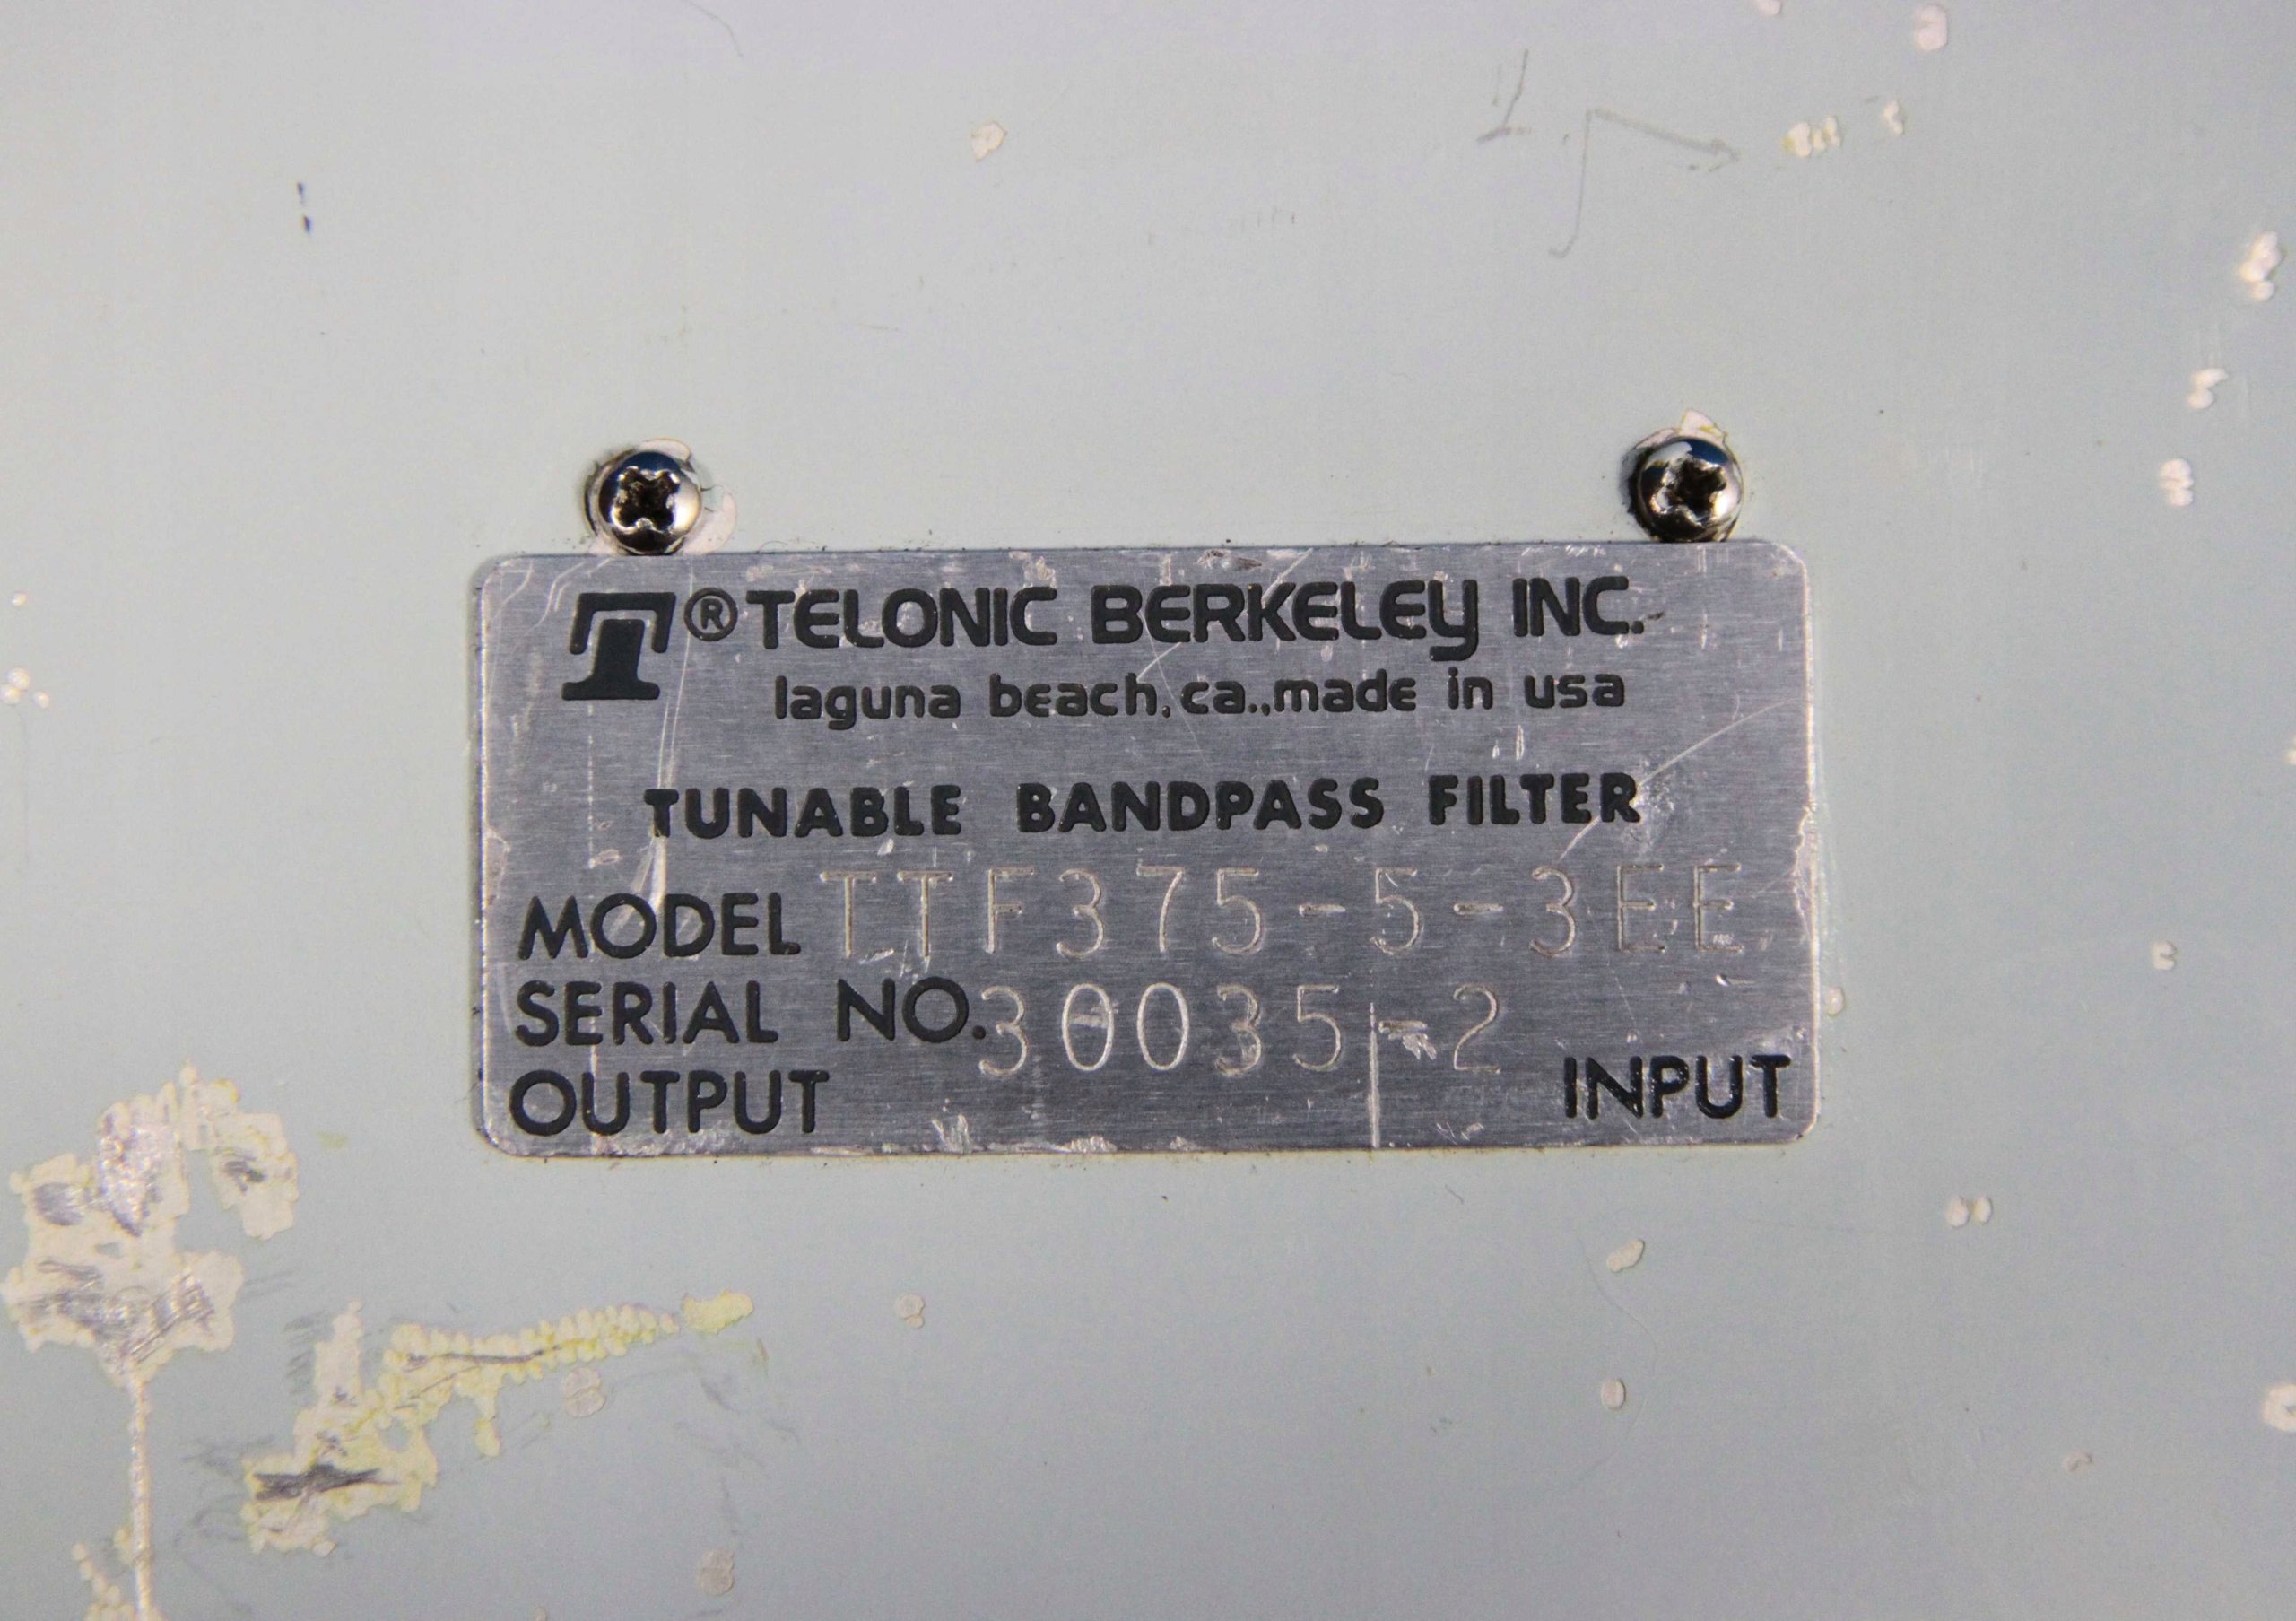 T® TELONIC BERKELEY INC.
laguna beach, ca., made in usa
TUNABLE BANDPASS FILTER
MODEL TTF375-5-3EE
SERIAL NO. 30035-2
OUTPUT INPUT